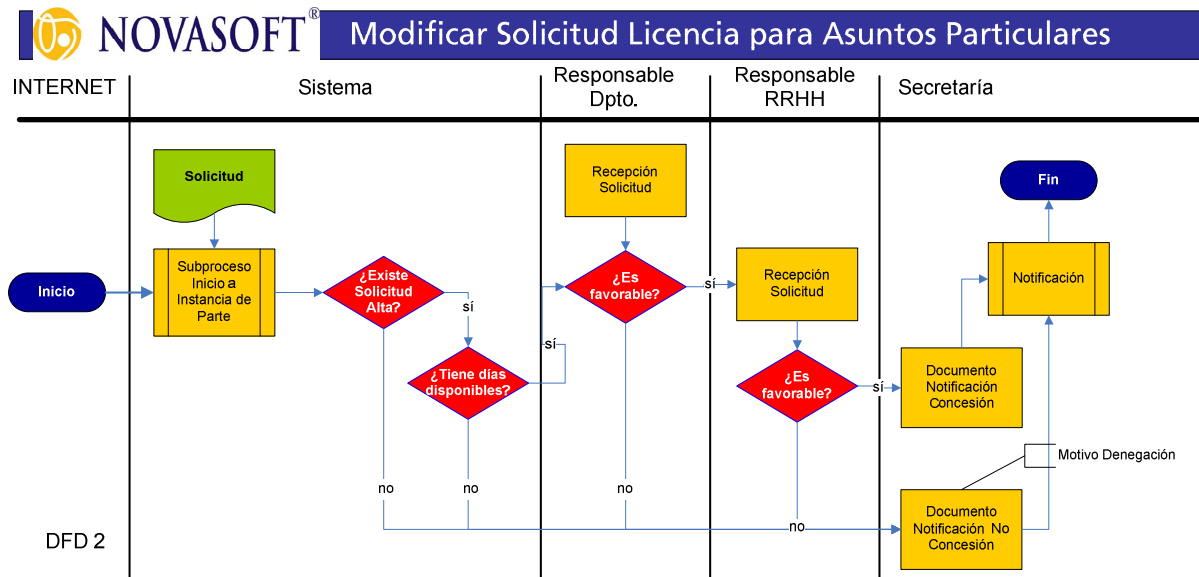 NOVASOFT®
Modificar Solicitud Licencia para Asuntos Particulares
INTERNET
Sistema
Responsable
Dpto.
Responsable
RRHH
Secretaría
Solicitud
Recepción
Solicitud
Fin
Inicio
Subproceso
Inicio a
Instancia de
Parte
¿Existe
Solicitud
Alta?
sí
¿Es
favorable?
sí
Recepción
Solicitud
Notificación
sí
¿Tiene días
disponibles?
¿Es
favorable?
sí
Documento
Notificación
Concesión
Motivo Denegación
no
no
no
no
Documento
Notificación No
Concesión
DFD 2